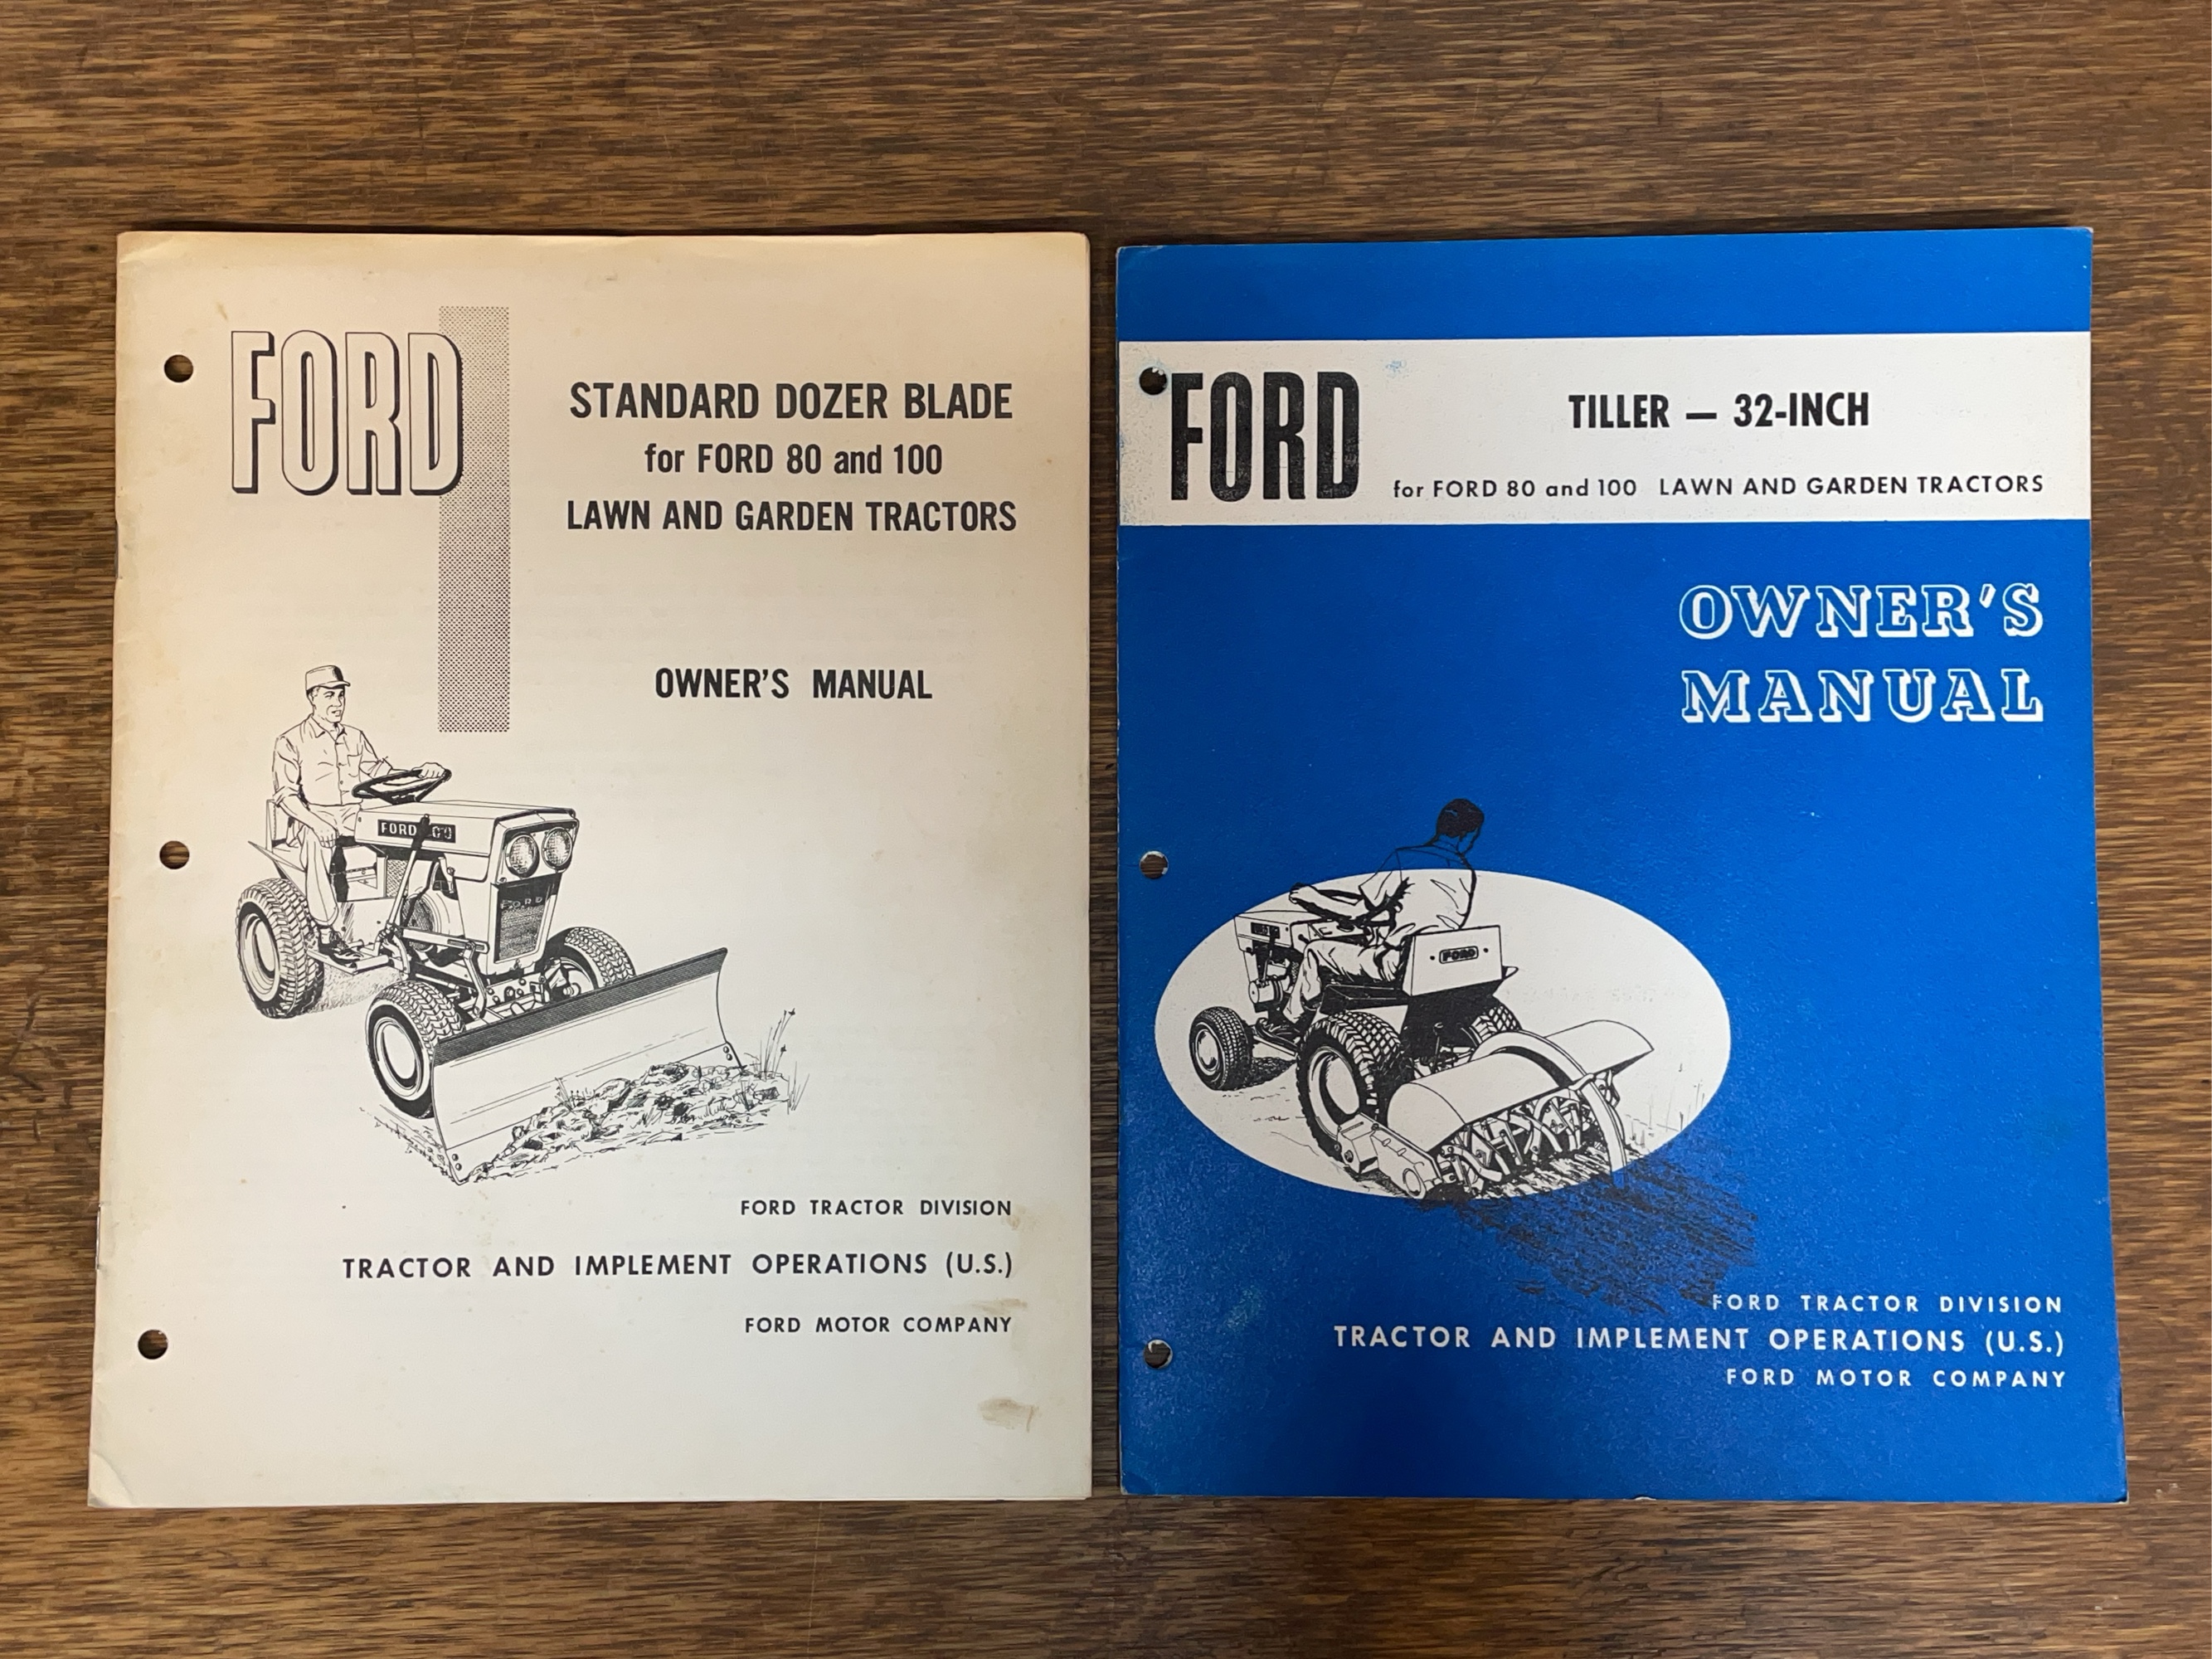 FORD
STANDARD DOZER BLADE
for FORD 80 and 100
LAWN AND GARDEN TRACTORS
OWNER'S MANUAL
FORD
FORD
FORD TRACTOR DIVISION
TRACTOR AND IMPLEMENT OPERATIONS (U.S.)
FORD MOTOR COMPANY
FORD
TILLER — 32-INCH
for FORD 80 and 100 LAWN AND GARDEN TRACTORS
OWNER'S
MANUAL
FORD
FORD TRACTOR DIVISION
TRACTOR AND IMPLEMENT OPERATIONS (U.S.)
FORD MOTOR COMPANY